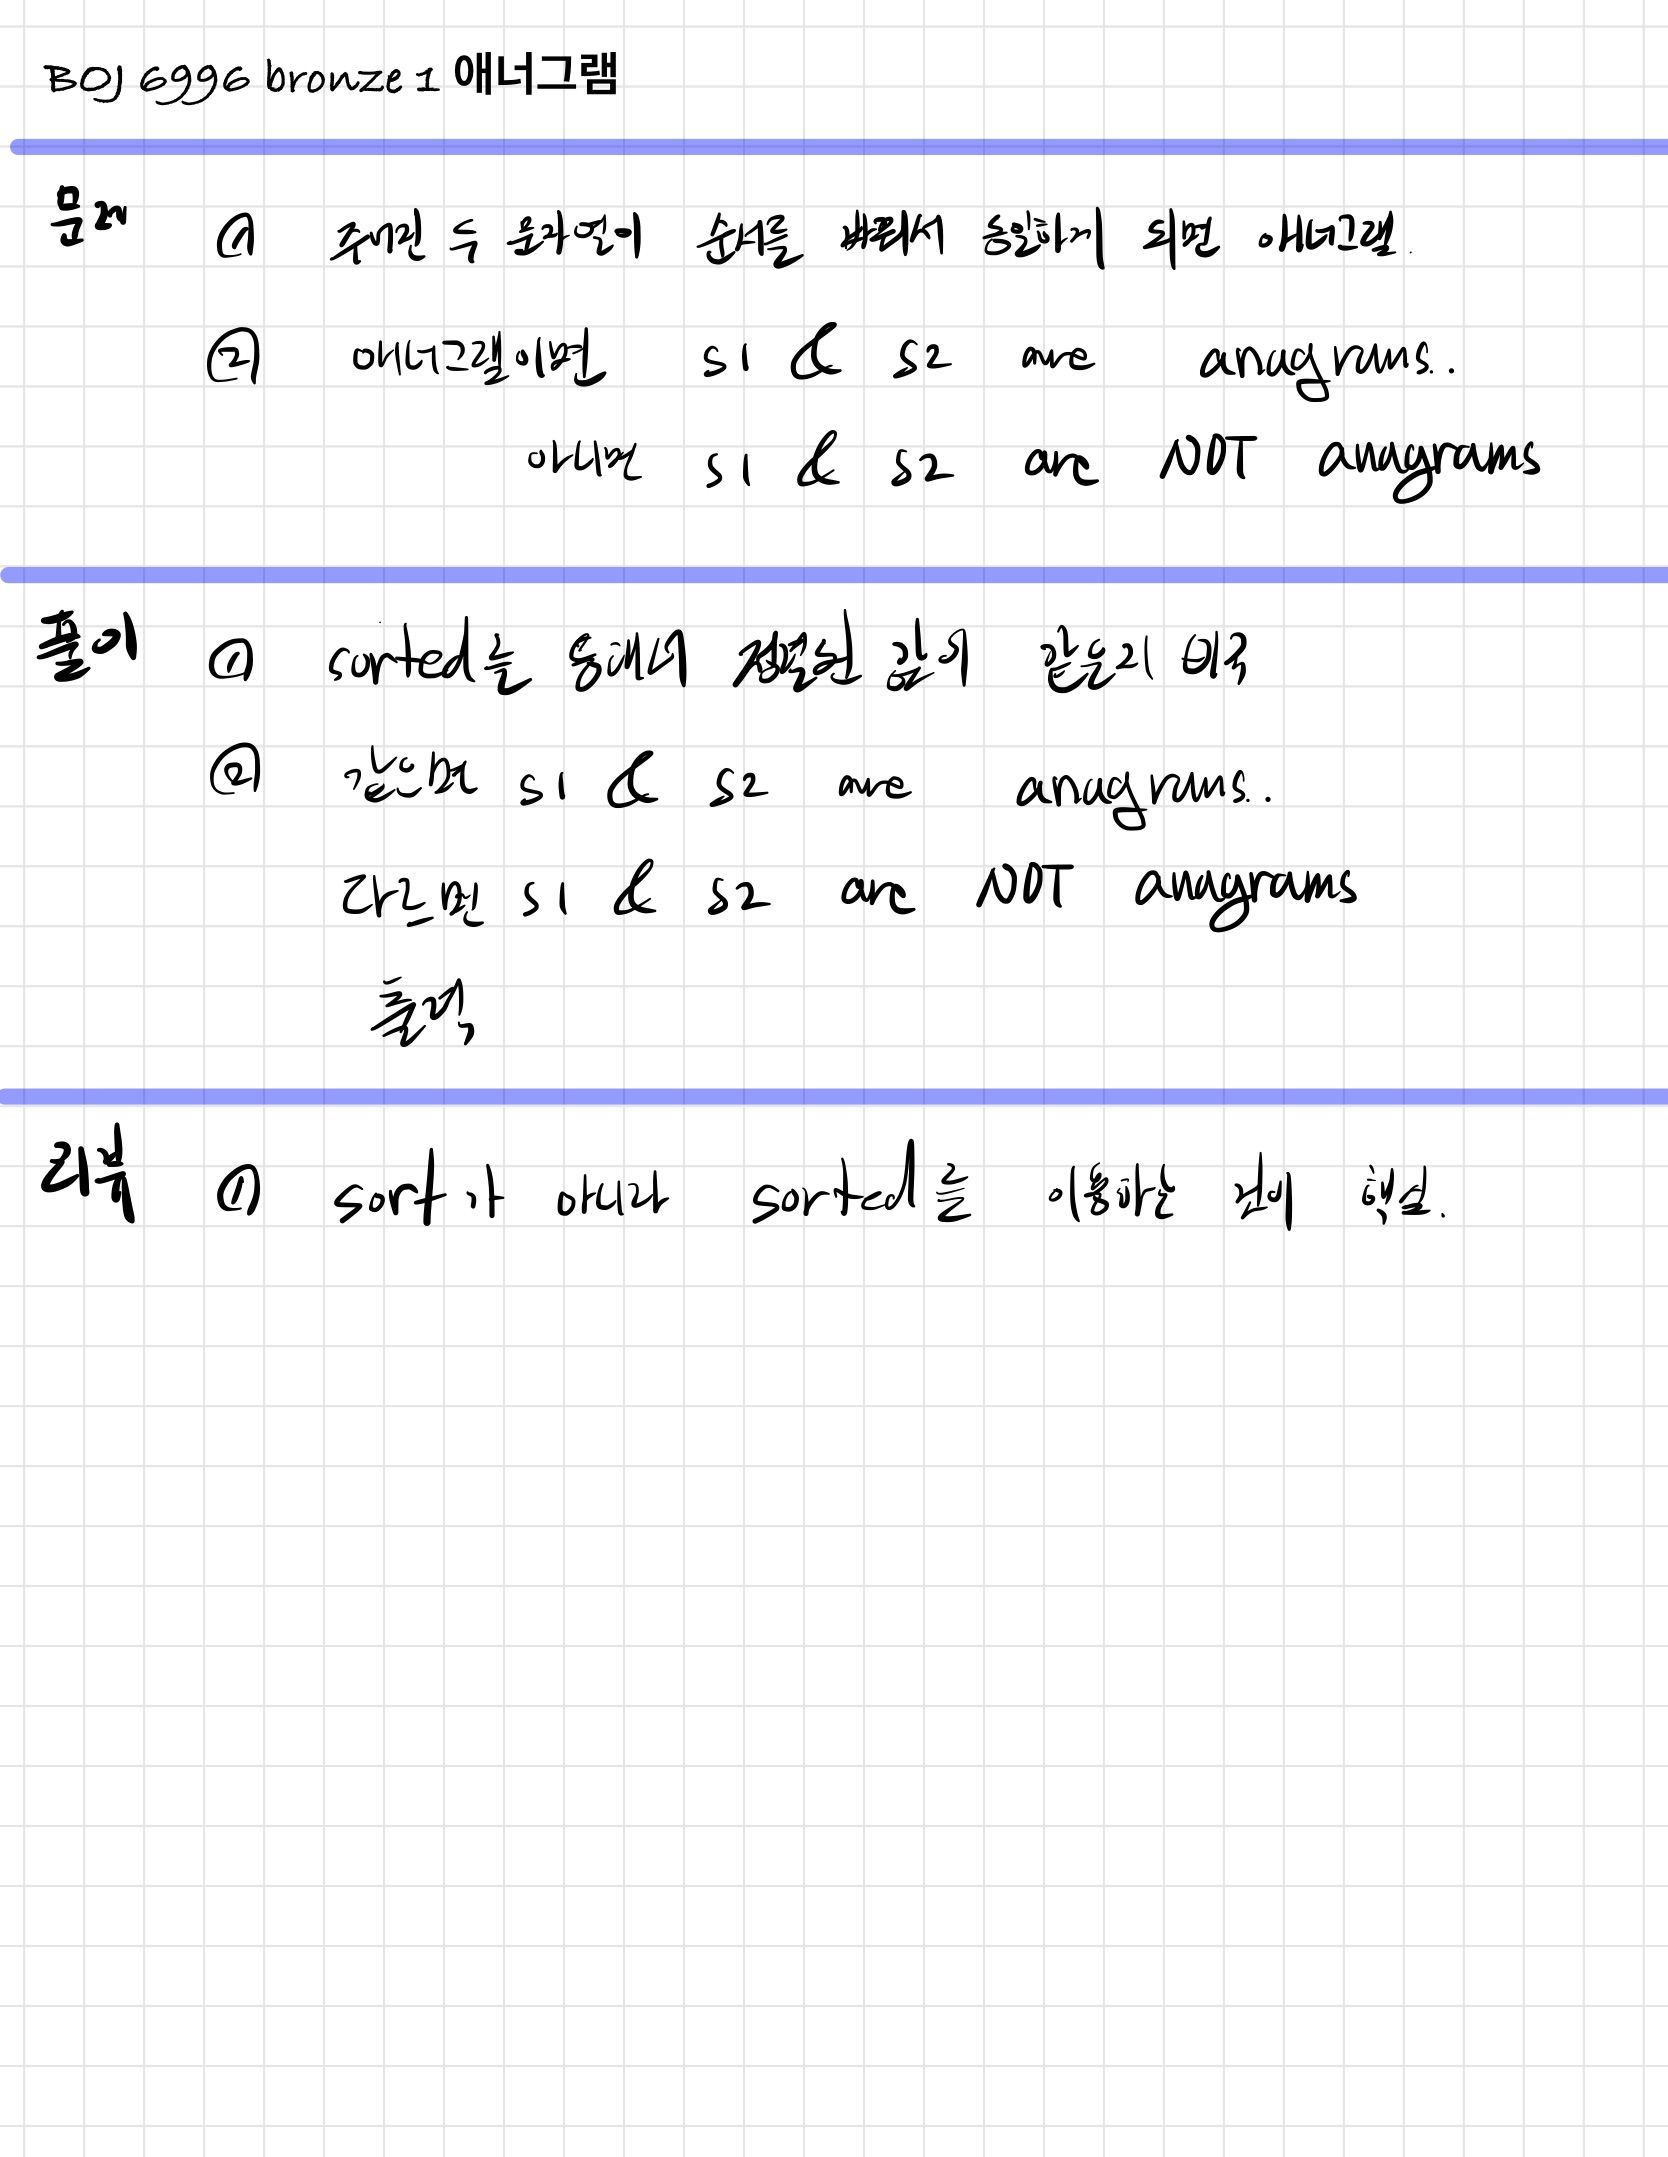 BOJ 6996 bronze 1 애너그램
문제 ① 주어진 두 문자열이 순서를 바꿔서 동일하게 되면 애너그램.
② 애너그램이면 s1 & s2 are anagrams..
아니면 s1 & s2 are NOT anagrams
풀이 ① sorted를 통해서 정렬한 값이 같은지 비교
② 같으면 s1 & s2 are anagrams..
다르면 s1 & s2 are NOT anagrams
출력
리뷰 ① sort가 아니라 sorted를 이용하는 것이 핵심.